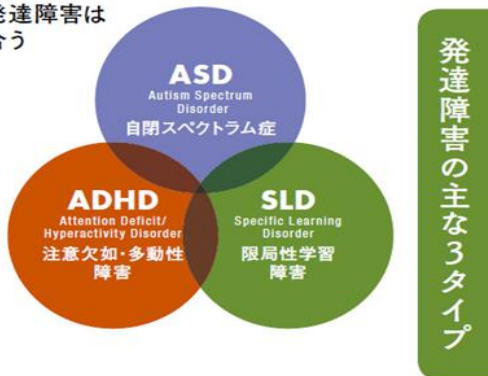 発達障害は
合う
ASD
Autism Spectrum
Disorder
自閉スペクトラム症
ADHD
Attention Deficit/
Hyperactivity Disorder
注意欠如・多動性
障害
SLD
Specific Learning
Disorder
限局性学習
障害
発達障害の主な3タイプ